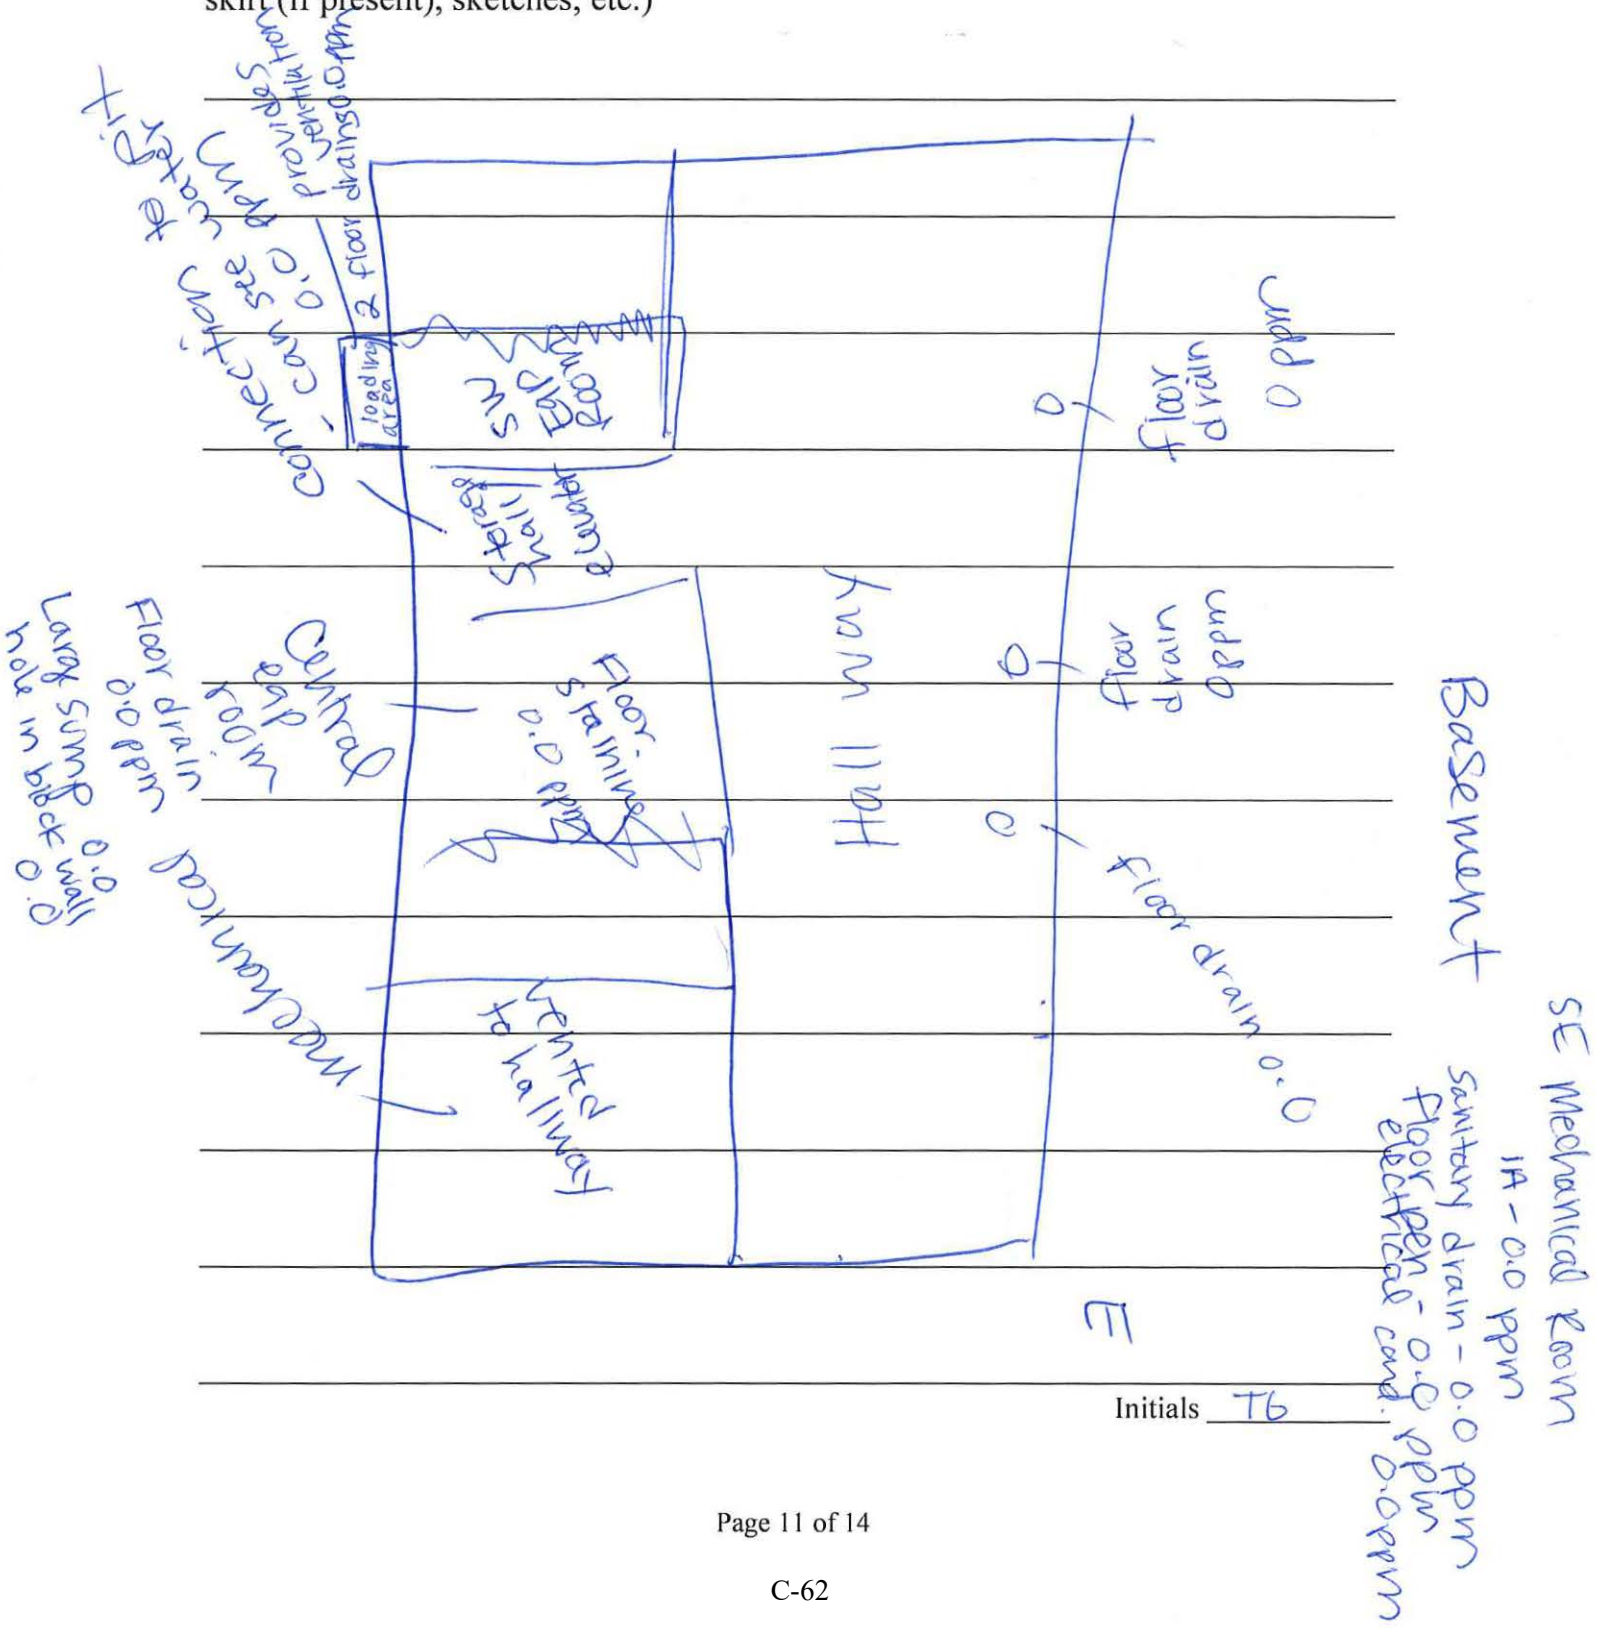 skirt (if present), sketches, etc.)
provides
ventilation
2 floor drains 0.0 ppm
connection to pit
- can see water
0.0 ppm
loading
area
SW
Eqp
Room
Storage
hall
elevator
Floor
drain
0 ppm
Floor
drain
0 ppm
floor drain 0.0
Hallway
Floor
staining
0.0 ppm
Central
eqp
room
Floor drain
0.0 ppm
Large sump 0.0
hole in block wall
0.0
mechanical
vented
to hallway
Basement
SE Mechanical Room
IA - 0.0 ppm
Sanitary drain - 0.0 ppm
Floor pen - 0.0 ppm
electrical cond. 0.0 ppm
E
Initials TG
Page 11 of 14
C-62